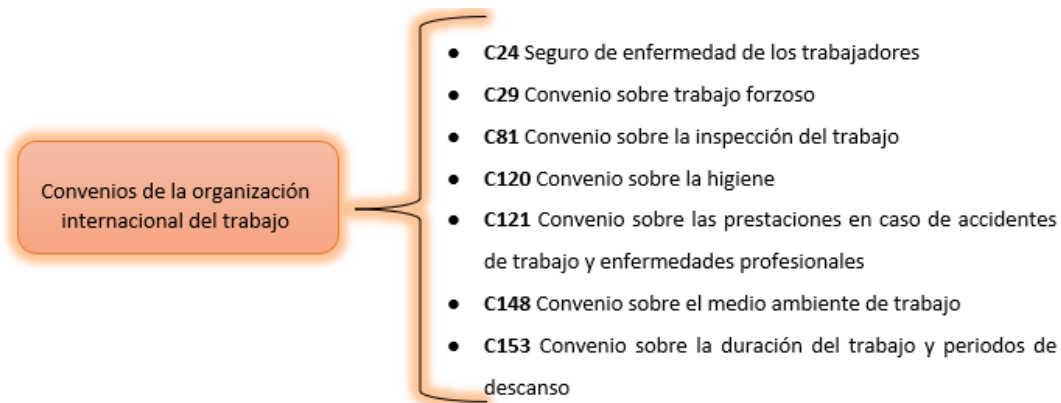 Convenios de la organización
internacional del trabajo
● C24 Seguro de enfermedad de los trabajadores
● C29 Convenio sobre trabajo forzoso
● C81 Convenio sobre la inspección del trabajo
● C120 Convenio sobre la higiene
● C121 Convenio sobre las prestaciones en caso de accidentes
de trabajo y enfermedades profesionales
● C148 Convenio sobre el medio ambiente de trabajo
● C153 Convenio sobre la duración del trabajo y periodos de
descanso